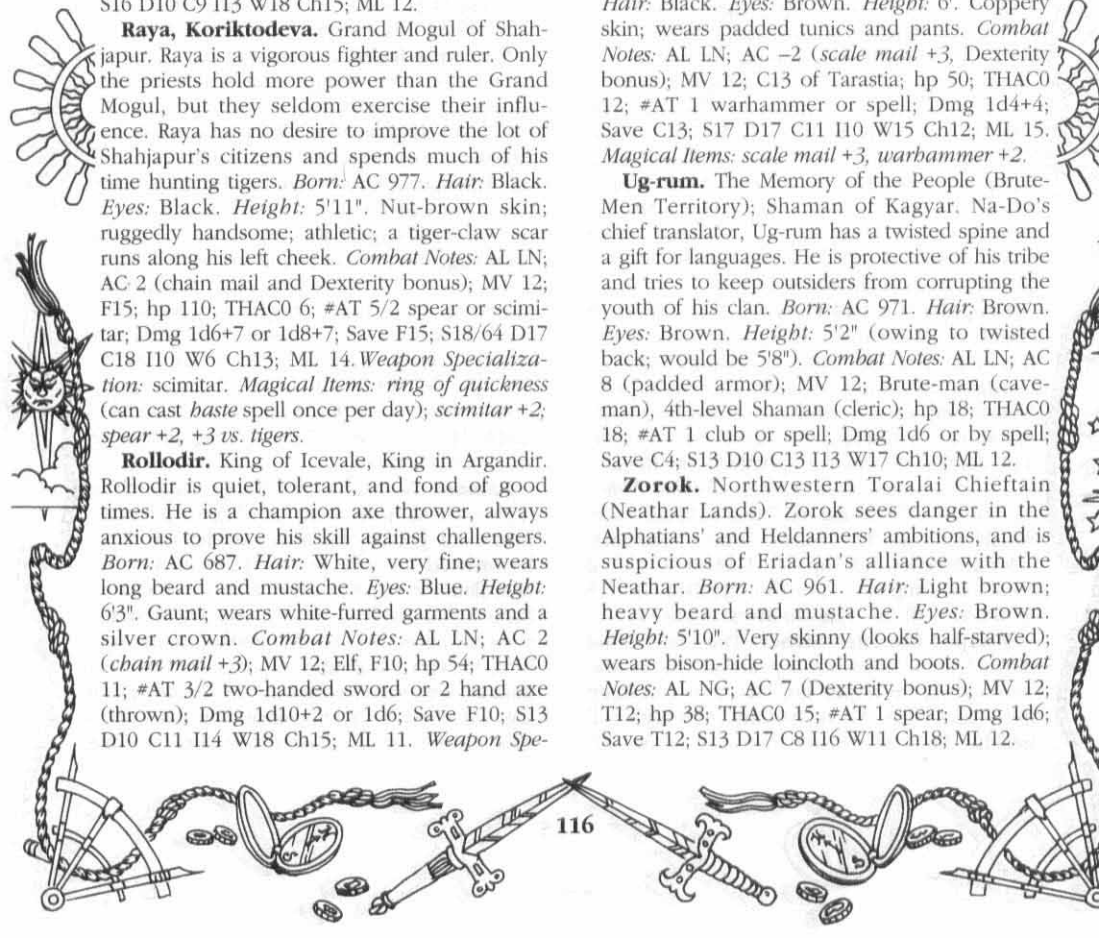 S16 D10 C9 I13 W18 Ch15; ML 12.
Raya, Koriktodeva. Grand Mogul of Shah-
japur. Raya is a vigorous fighter and ruler. Only
the priests hold more power than the Grand
Mogul, but they seldom exercise their influ-
ence. Raya has no desire to improve the lot of
Shahjapur's citizens and spends much of his
time hunting tigers. Born: AC 977. Hair: Black.
Eyes: Black. Height: 5'11". Nut-brown skin;
ruggedly handsome; athletic; a tiger-claw scar
runs along his left cheek. Combat Notes: AL LN;
AC 2 (chain mail and Dexterity bonus); MV 12;
F15; hp 110; THAC0 6; #AT 5/2 spear or scimi-
tar; Dmg 1d6+7 or 1d8+7; Save F15; S18/64 D17
C18 I10 W6 Ch13; ML 14. Weapon Specializa-
tion: scimitar. Magical Items: ring of quickness
(can cast haste spell once per day); scimitar +2;
spear +2, +3 vs. tigers.
Rollodir. King of Icevale, King in Argandir.
Rollodir is quiet, tolerant, and fond of good
times. He is a champion axe thrower, always
anxious to prove his skill against challengers.
Born: AC 687. Hair: White, very fine; wears
long beard and mustache. Eyes: Blue. Height:
6'3". Gaunt; wears white-furred garments and a
silver crown. Combat Notes: AL LN; AC 2
(chain mail +3); MV 12; Elf, F10; hp 54; THAC0
11; #AT 3/2 two-handed sword or 2 hand axe
(thrown); Dmg 1d10+2 or 1d6; Save F10; S13
D10 C11 I14 W18 Ch15; ML 11. Weapon Spe-
Hair: Black. Eyes: Brown. Height: 6'. Coppery
skin; wears padded tunics and pants. Combat
Notes: AL LN; AC –2 (scale mail +3, Dexterity
bonus); MV 12; C13 of Tarastia; hp 50; THAC0
12; #AT 1 warhammer or spell; Dmg 1d4+4;
Save C13; S17 D17 C11 I10 W15 Ch12; ML 15.
Magical Items: scale mail +3, warhammer +2.
Ug-rum. The Memory of the People (Brute-
Men Territory); Shaman of Kagyar. Na-Do's
chief translator, Ug-rum has a twisted spine and
a gift for languages. He is protective of his tribe
and tries to keep outsiders from corrupting the
youth of his clan. Born: AC 971. Hair: Brown.
Eyes: Brown. Height: 5'2" (owing to twisted
back; would be 5'8"). Combat Notes: AL LN; AC
8 (padded armor); MV 12; Brute-man (cave-
man), 4th-level Shaman (cleric); hp 18; THAC0
18; #AT 1 club or spell; Dmg 1d6 or by spell;
Save C4; S13 D10 C13 I13 W17 Ch10; ML 12.
Zorok. Northwestern Toralai Chieftain
(Neathar Lands). Zorok sees danger in the
Alphatians' and Heldanners' ambitions, and is
suspicious of Eriadan's alliance with the
Neathar. Born: AC 961. Hair: Light brown;
heavy beard and mustache. Eyes: Brown.
Height: 5'10". Very skinny (looks half-starved);
wears bison-hide loincloth and boots. Combat
Notes: AL NG; AC 7 (Dexterity bonus); MV 12;
T12; hp 38; THAC0 15; #AT 1 spear; Dmg 1d6;
Save T12; S13 D17 C8 I16 W11 Ch18; ML 12.
116